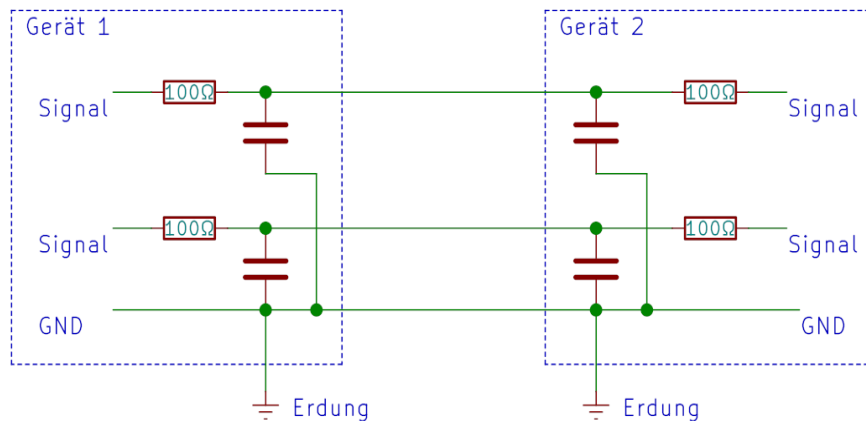 Gerät 1
Gerät 2
100Ω
100Ω
Signal
Signal
100Ω
100Ω
Signal
Signal
GND
GND
Erdung
Erdung